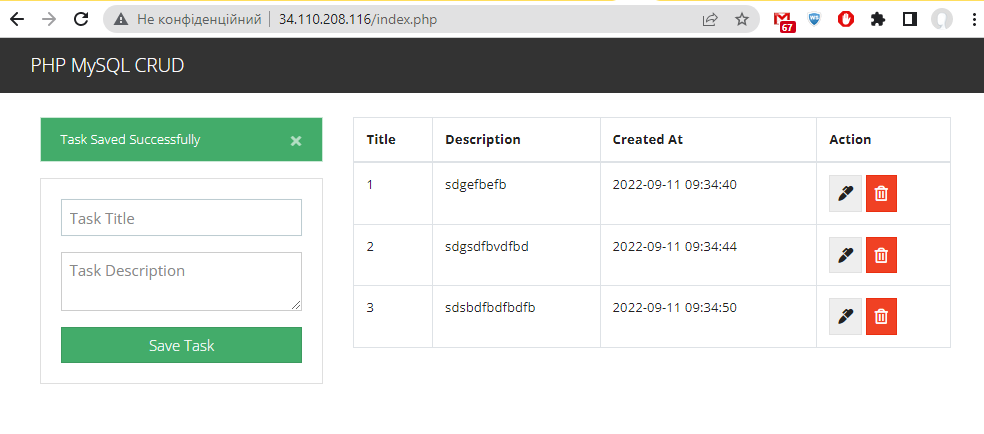 Не конфіденційний 34.110.208.116/index.php
67
PHP MySQL CRUD
Task Saved Successfully ×
Task Title
Task Description
Save Task
Title Description Created At Action
1 sdgefbefb 2022-09-11 09:34:40
2 sdgsdfbvdfbd 2022-09-11 09:34:44
3 sdsbdfbdfbdfb 2022-09-11 09:34:50